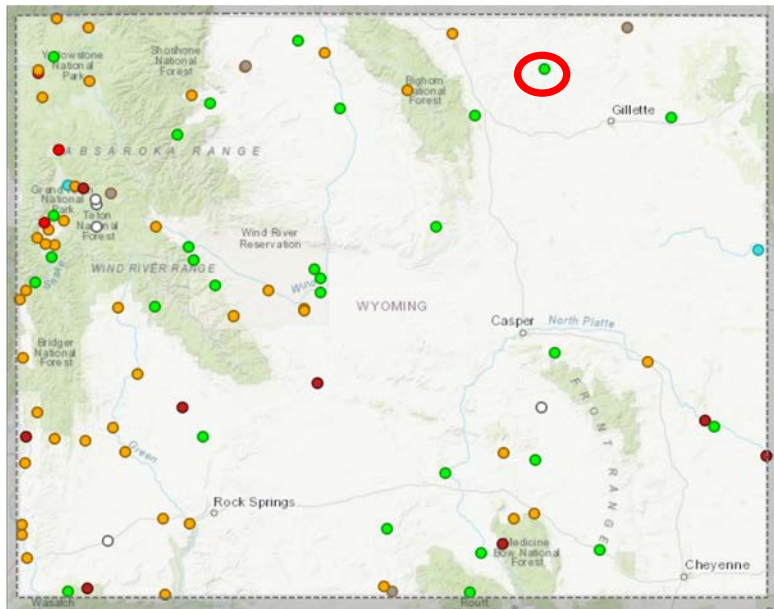 Yellowstone
National
Park
Shoshone
National
Forest
Bighorn
National
Forest
Gillette
ABSAROKA RANGE
Grand Teton
National
Park
Teton
National
Forest
Wind River
Reservation
WIND RIVER RANGE
Snake
Wind
WYOMING
Casper
North Platte
Bridger
National
Forest
FRONT RANGE
Green
Rock Springs
Medicine
Bow National
Forest
Cheyenne
Wasatch
Routt